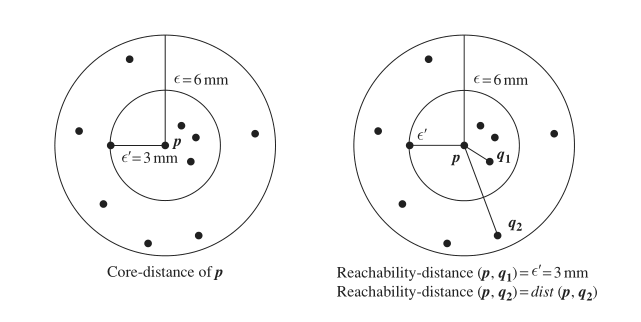 ϵ=6 mm
p
ϵ′=3 mm
Core-distance of p
ϵ=6 mm
ϵ′
p
q₁
q₂
Reachability-distance (p, q₁)=ϵ′=3 mm
Reachability-distance (p, q₂)=dist (p, q₂)